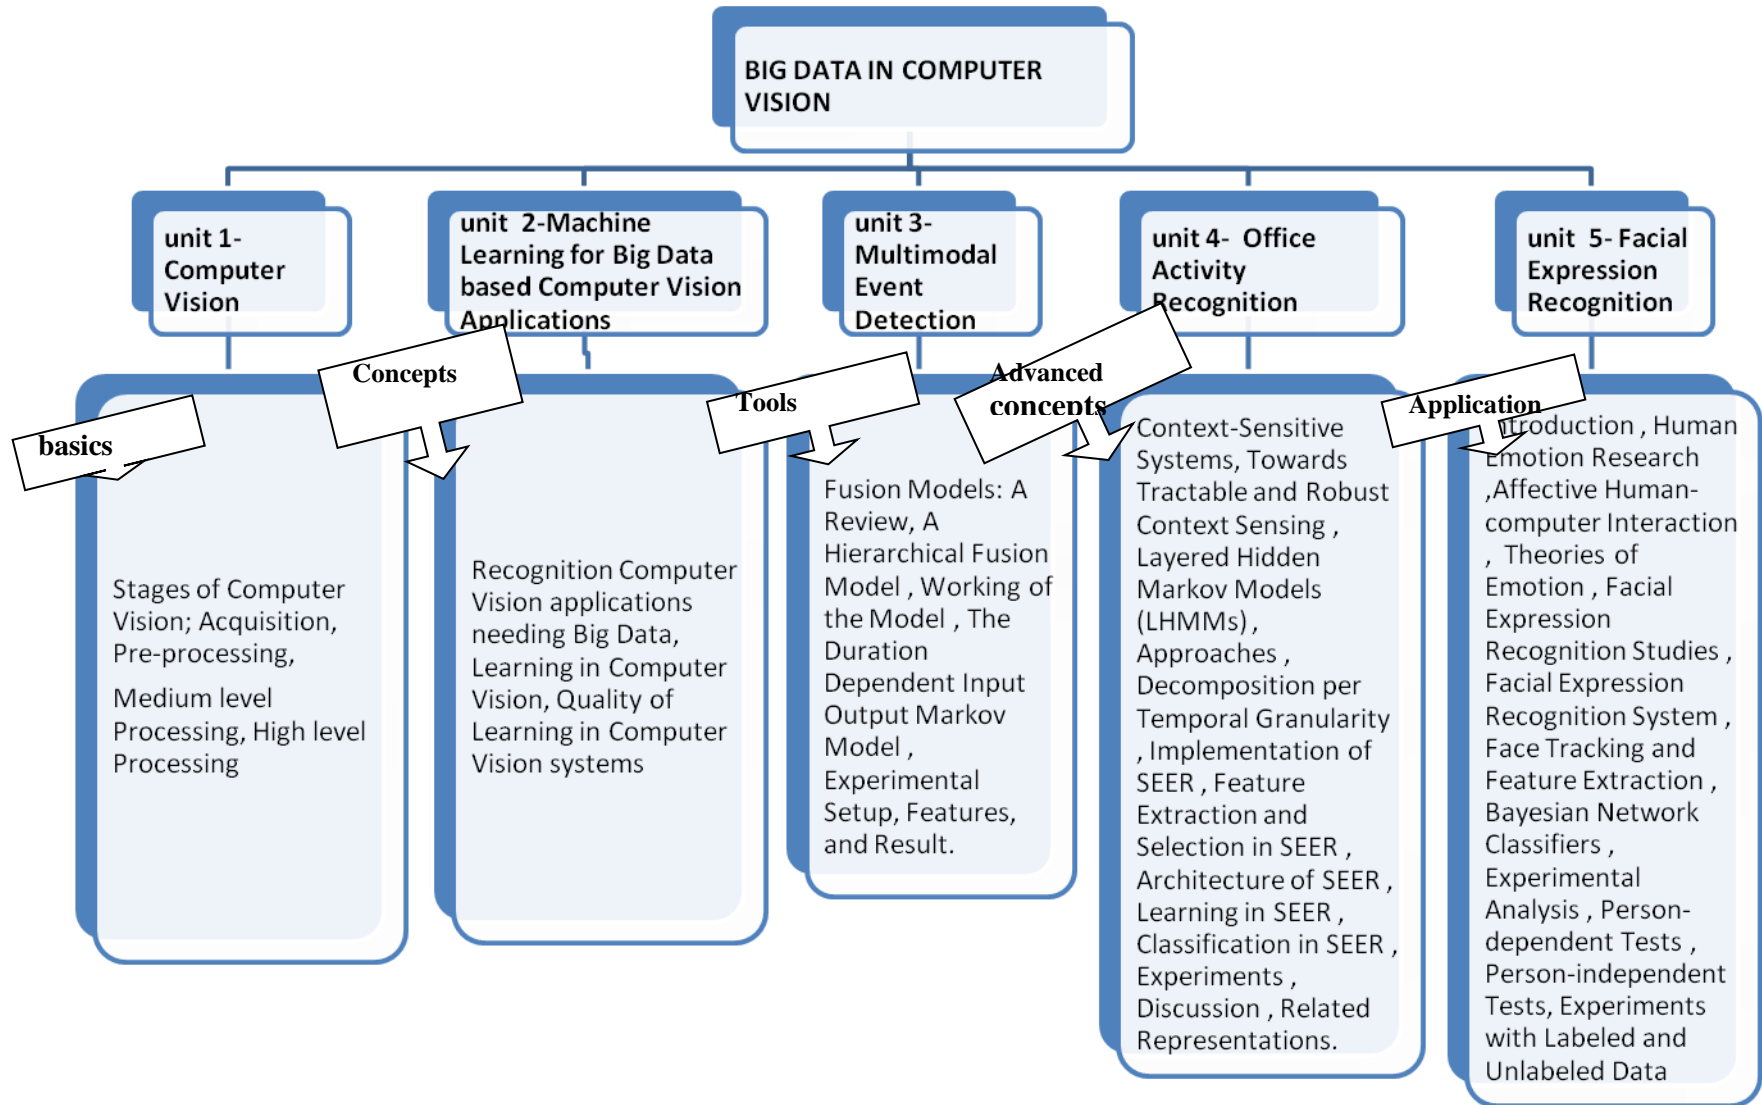 BIG DATA IN COMPUTER
VISION
unit 1-
Computer
Vision
unit  2-Machine
Learning for Big Data
based Computer Vision
Applications
unit 3-
Multimodal
Event
Detection
unit 4-  Office
Activity
Recognition
unit  5- Facial
Expression
Recognition
basics
Stages of Computer
Vision; Acquisition,
Pre-processing,
Medium level
Processing, High level
Processing
Concepts
Recognition Computer
Vision applications
needing Big Data,
Learning in Computer
Vision, Quality of
Learning in Computer
Vision systems
Tools
Fusion Models: A
Review, A
Hierarchical Fusion
Model , Working of
the Model , The
Duration
Dependent Input
Output Markov
Model ,
Experimental
Setup, Features,
and Result.
Advanced
concepts
Context-Sensitive
Systems, Towards
Tractable and Robust
Context Sensing ,
Layered Hidden
Markov Models
(LHMMs) ,
Approaches ,
Decomposition per
Temporal Granularity
, Implementation of
SEER , Feature
Extraction and
Selection in SEER ,
Architecture of SEER ,
Learning in SEER ,
Classification in SEER ,
Experiments ,
Discussion , Related
Representations.
Application
Introduction , Human
Emotion Research
,Affective Human-
computer Interaction
, Theories of
Emotion , Facial
Expression
Recognition Studies ,
Facial Expression
Recognition System ,
Face Tracking and
Feature Extraction ,
Bayesian Network
Classifiers ,
Experimental
Analysis , Person-
dependent Tests ,
Person-independent
Tests, Experiments
with Labeled and
Unlabeled Data